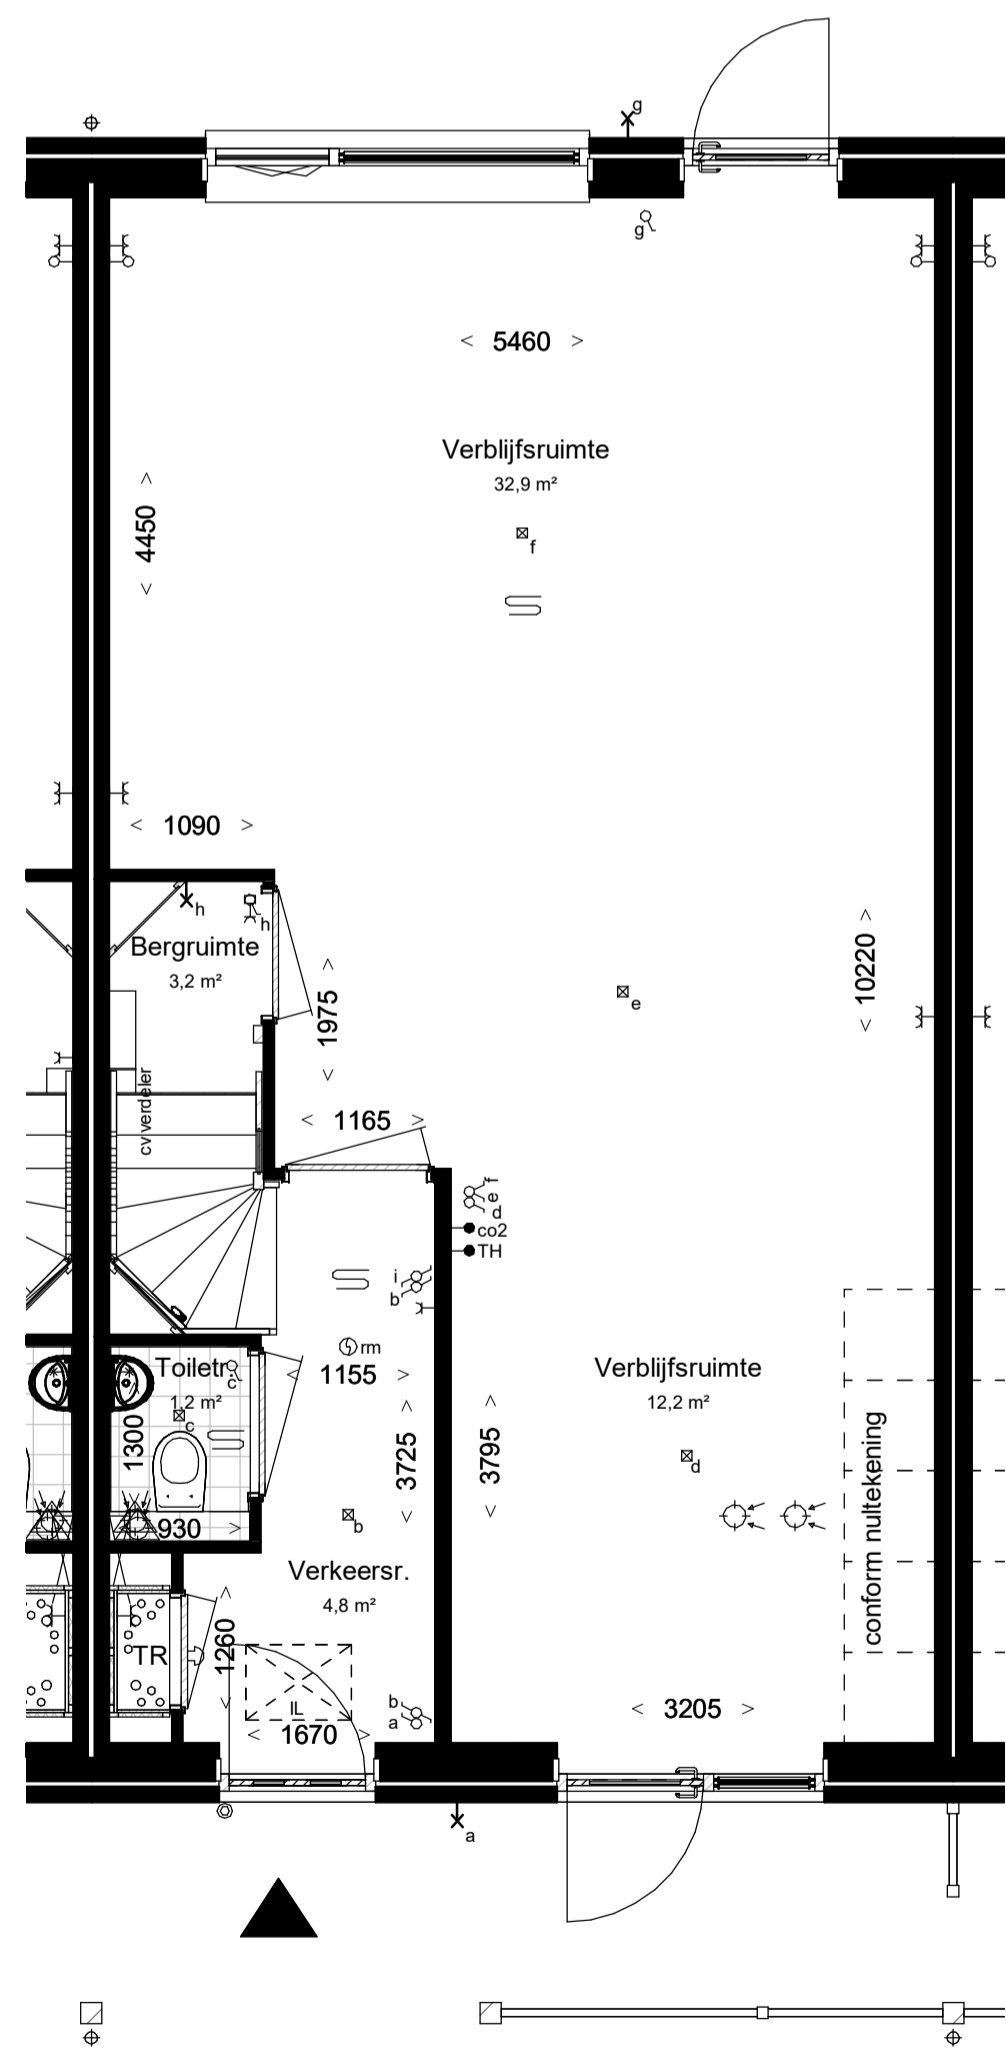 g
g
< 5460 >
Verblijfsruimte
32,9 m²
< 4450 >
f
< 1090 >
h
h
Bergruimte
3,2 m²
< 1975 >
e
< 10220 >
cv verdeler
< 1165 >
f
e
d
co2
TH
i
b
rm
Toiletr.
c
1,2 m²
c
< 1155 >
Verblijfsruimte
12,2 m²
1300
< 3725 >
< 3795 >
d
conform nultekening
930 >
b
Verkeersr.
4,8 m²
TR
< 1260 >
IL
b
a
< 1670 >
< 3205 >
a